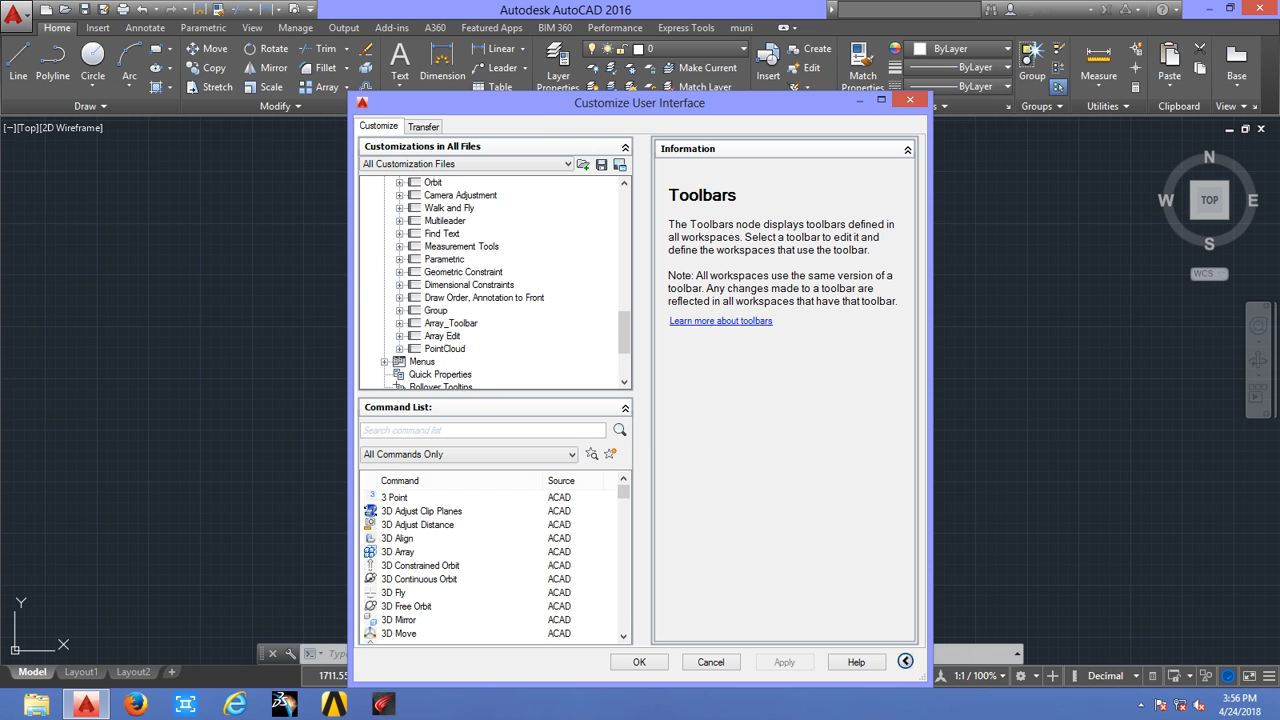 Autodesk AutoCAD 2016
Home Insert Annotate Parametric View Manage Output Add-ins A360 Featured Apps BIM 360 Performance Express Tools muni
Move Rotate Trim Linear 0 Create ByLayer
Line Polyline Circle Arc Copy Mirror Fillet Text Dimension Leader Layer Properties Make Current Insert Edit Match Properties ByLayer Group Measure Paste Base
Stretch Scale Array Table Match Layer ByLayer
Draw Modify Groups Utilities Clipboard View
Customize User Interface
Customize Transfer
[−][Top][2D Wireframe]
Customizations in All Files
All Customization Files
Orbit
Camera Adjustment
Walk and Fly
Multileader
Find Text
Measurement Tools
Parametric
Geometric Constraint
Dimensional Constraints
Draw Order, Annotation to Front
Group
Array_Toolbar
Array Edit
PointCloud
Menus
Quick Properties
Rollover Tooltips
Command List:
Search command list
All Commands Only
Command Source
3 Point ACAD
3D Adjust Clip Planes ACAD
3D Adjust Distance ACAD
3D Align ACAD
3D Array ACAD
3D Constrained Orbit ACAD
3D Continuous Orbit ACAD
3D Fly ACAD
3D Free Orbit ACAD
3D Mirror ACAD
3D Move ACAD
Information
Toolbars
The Toolbars node displays toolbars defined in
all workspaces. Select a toolbar to edit it and
define the workspaces that use the toolbar.
Note: All workspaces use the same version of a
toolbar. Any changes made to a toolbar are
reflected in all workspaces that have that toolbar.
Learn more about toolbars
OK Cancel Apply Help
N
W TOP E
S
WCS
Y
X
Model Layout1 Layout2 + 1711.55 1:1 / 100% Decimal
3:56 PM
4/24/2018